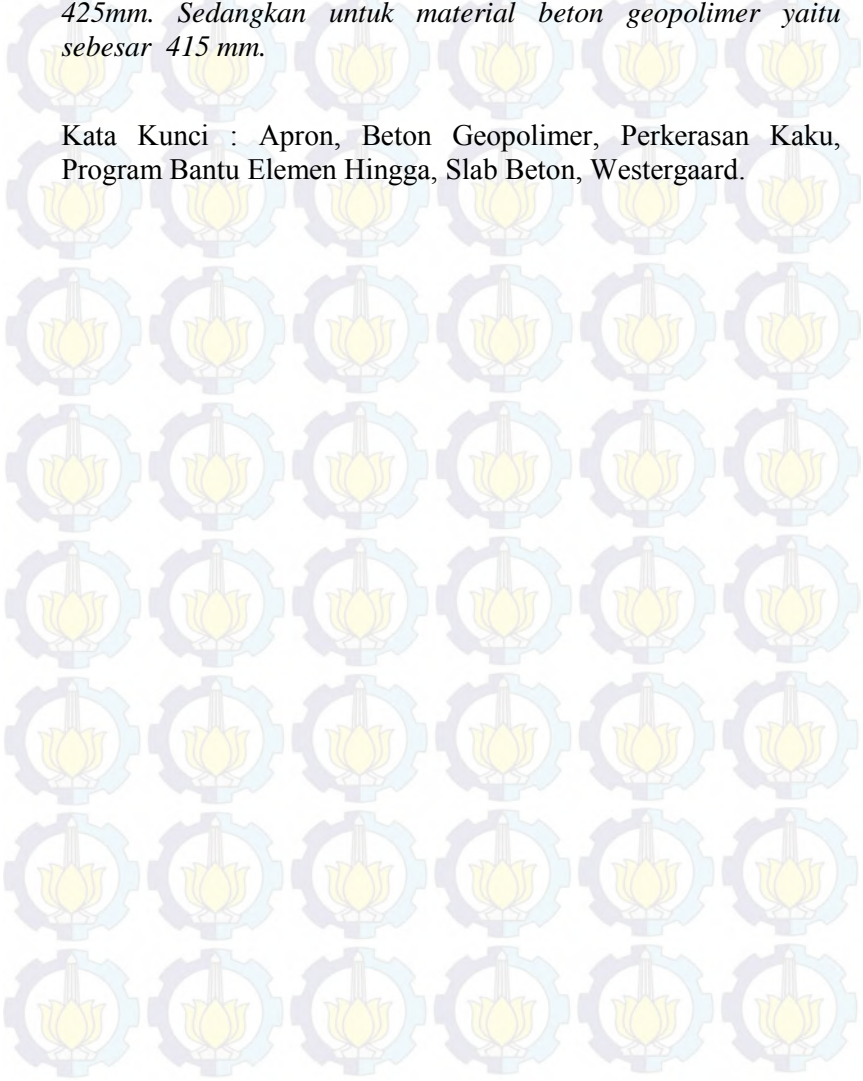 425mm. Sedangkan untuk material beton geopolimer yaitu
sebesar 415 mm.
Kata Kunci : Apron, Beton Geopolimer, Perkerasan Kaku,
Program Bantu Elemen Hingga, Slab Beton, Westergaard.